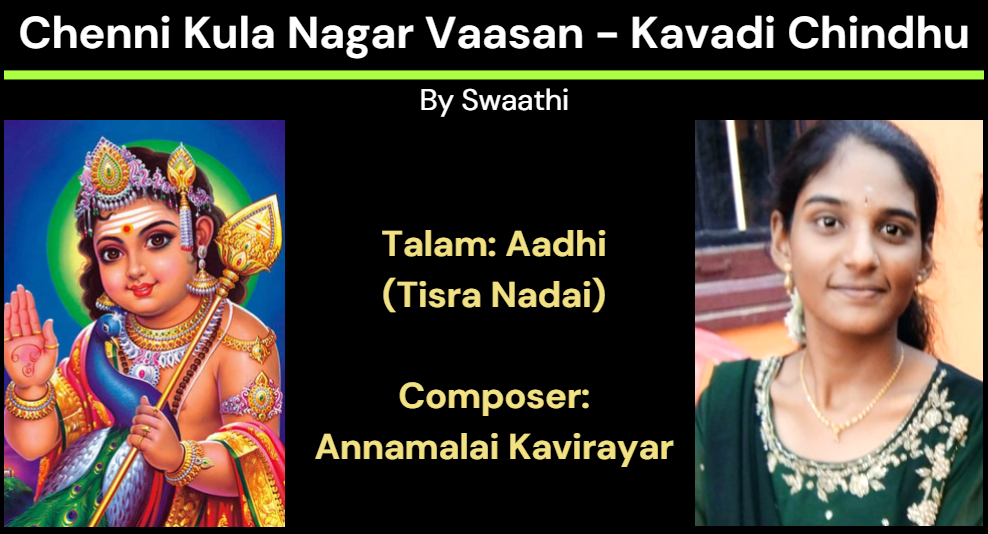 Chenni Kula Nagar Vaasan - Kavadi Chindhu
By Swaathi
Talam: Aadhi
(Tisra Nadai)
Composer:
Annamalai Kavirayar